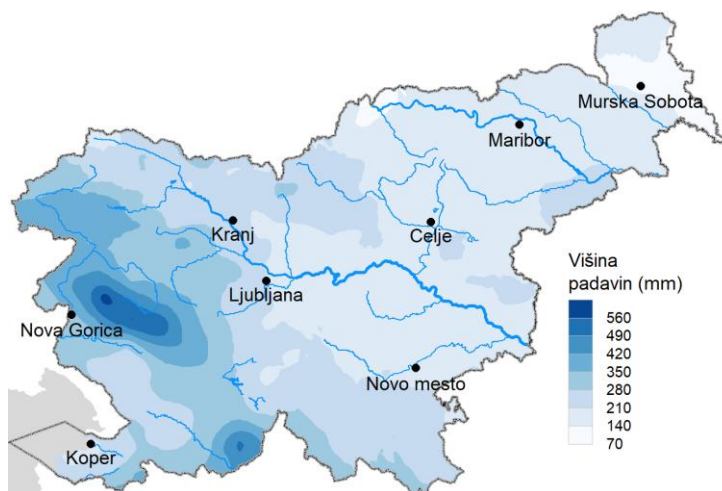 Murska Sobota
Maribor
Kranj
Celje
Ljubljana
Nova Gorica
Novo mesto
Koper
Višina
padavin (mm)
560
490
420
350
280
210
140
70